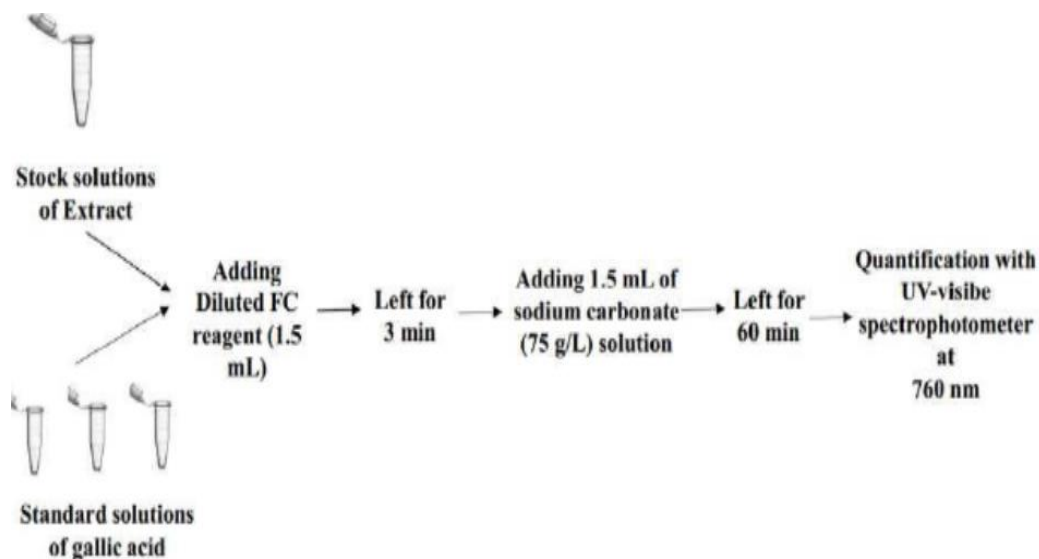 Stock solutions
of Extract
Adding
Diluted FC
reagent (1.5
mL)
Left for
3 min
Adding 1.5 mL of
sodium carbonate
(75 g/L) solution
Left for
60 min
Quantification with
UV-visibe
spectrophotometer
at
760 nm
Standard solutions
of gallic acid